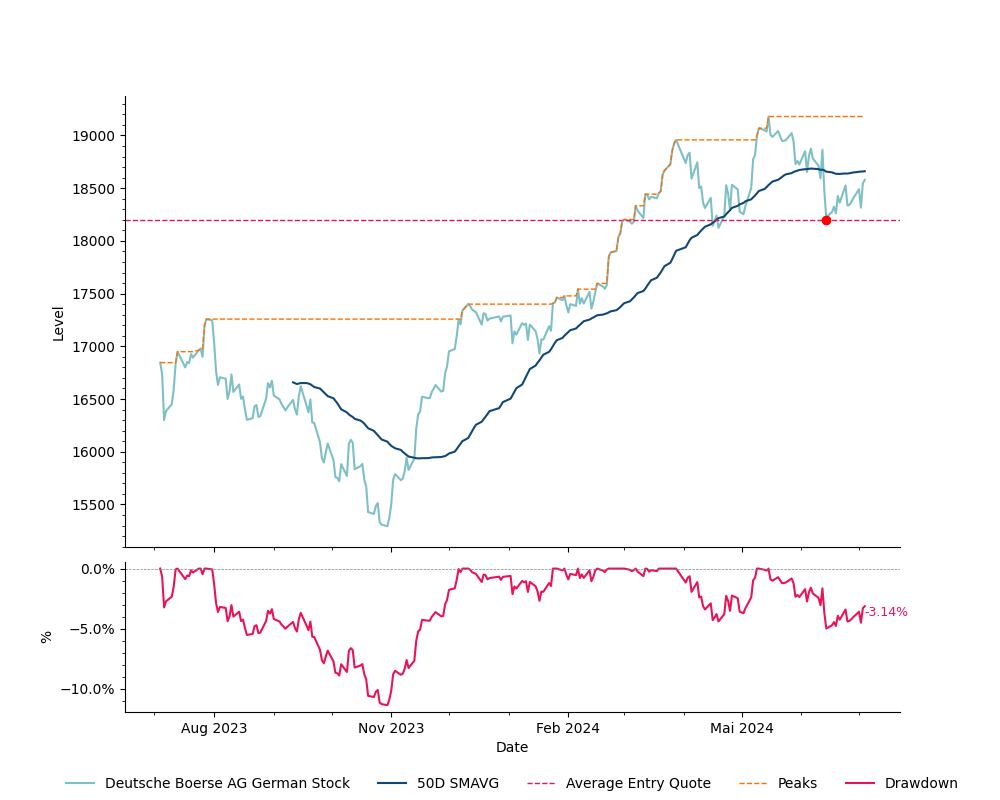 19000
18500
18000
17500
17000
16500
16000
15500
Level
0.0%
−5.0%
−10.0%
%
-3.14%
Aug 2023
Nov 2023
Feb 2024
Mai 2024
Date
Deutsche Boerse AG German Stock
50D SMAVG
Average Entry Quote
Peaks
Drawdown